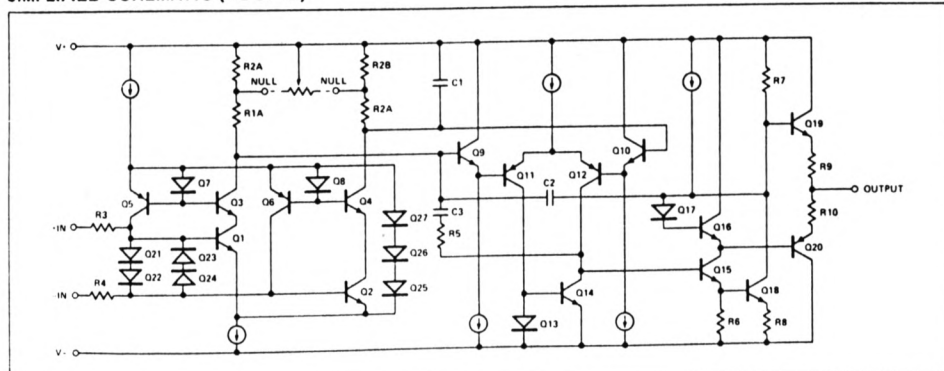 V+
R2A
R2B
NULL
NULL
C1
R7
R1A
R2A
Q19
Q9
Q10
Q11
Q12
R9
Q7
Q8
C2
OUTPUT
Q5
Q3
Q6
Q4
C3
Q17
Q16
R10
R3
Q27
R5
-IN
Q1
Q20
Q21
Q23
Q26
Q15
Q22
Q24
Q25
Q14
Q18
-IN
R4
Q2
Q13
R6
R8
V-